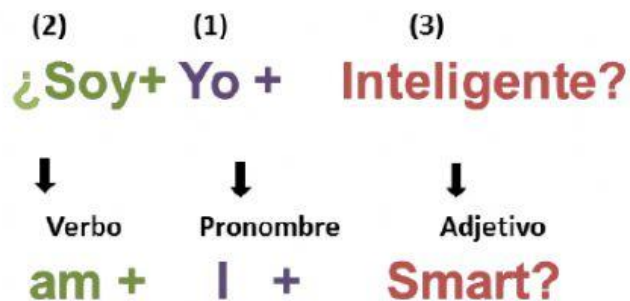 (2) (1) (3)
¿Soy+ Yo + Inteligente?
Verbo Pronombre Adjetivo
am + I + Smart?